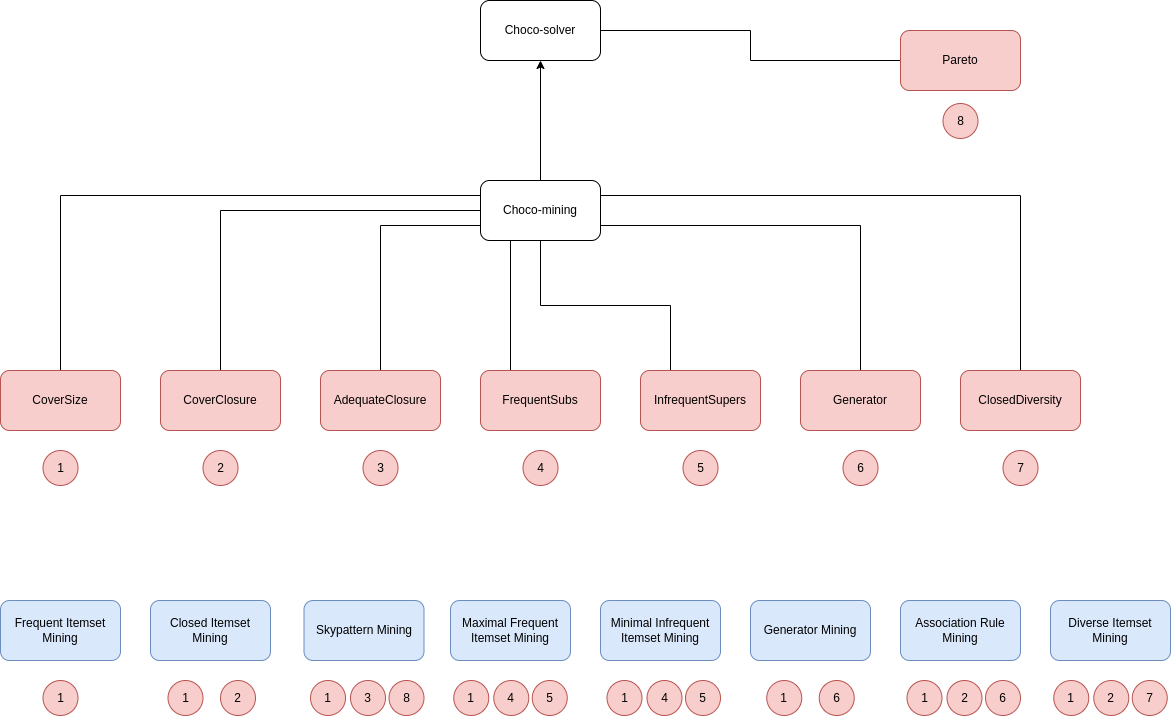 Choco-solver
Pareto
8
Choco-mining
CoverSize
CoverClosure
AdequateClosure
FrequentSubs
InfrequentSupers
Generator
ClosedDiversity
1
2
3
4
5
6
7
Frequent Itemset
Mining
Closed Itemset
Mining
Skypattern Mining
Maximal Frequent
Itemset Mining
Minimal Infrequent
Itemset Mining
Generator Mining
Association Rule
Mining
Diverse Itemset
Mining
1
1 2
1 3 8
1 4 5
1 4 5
1 6
1 2 6
1 2 7